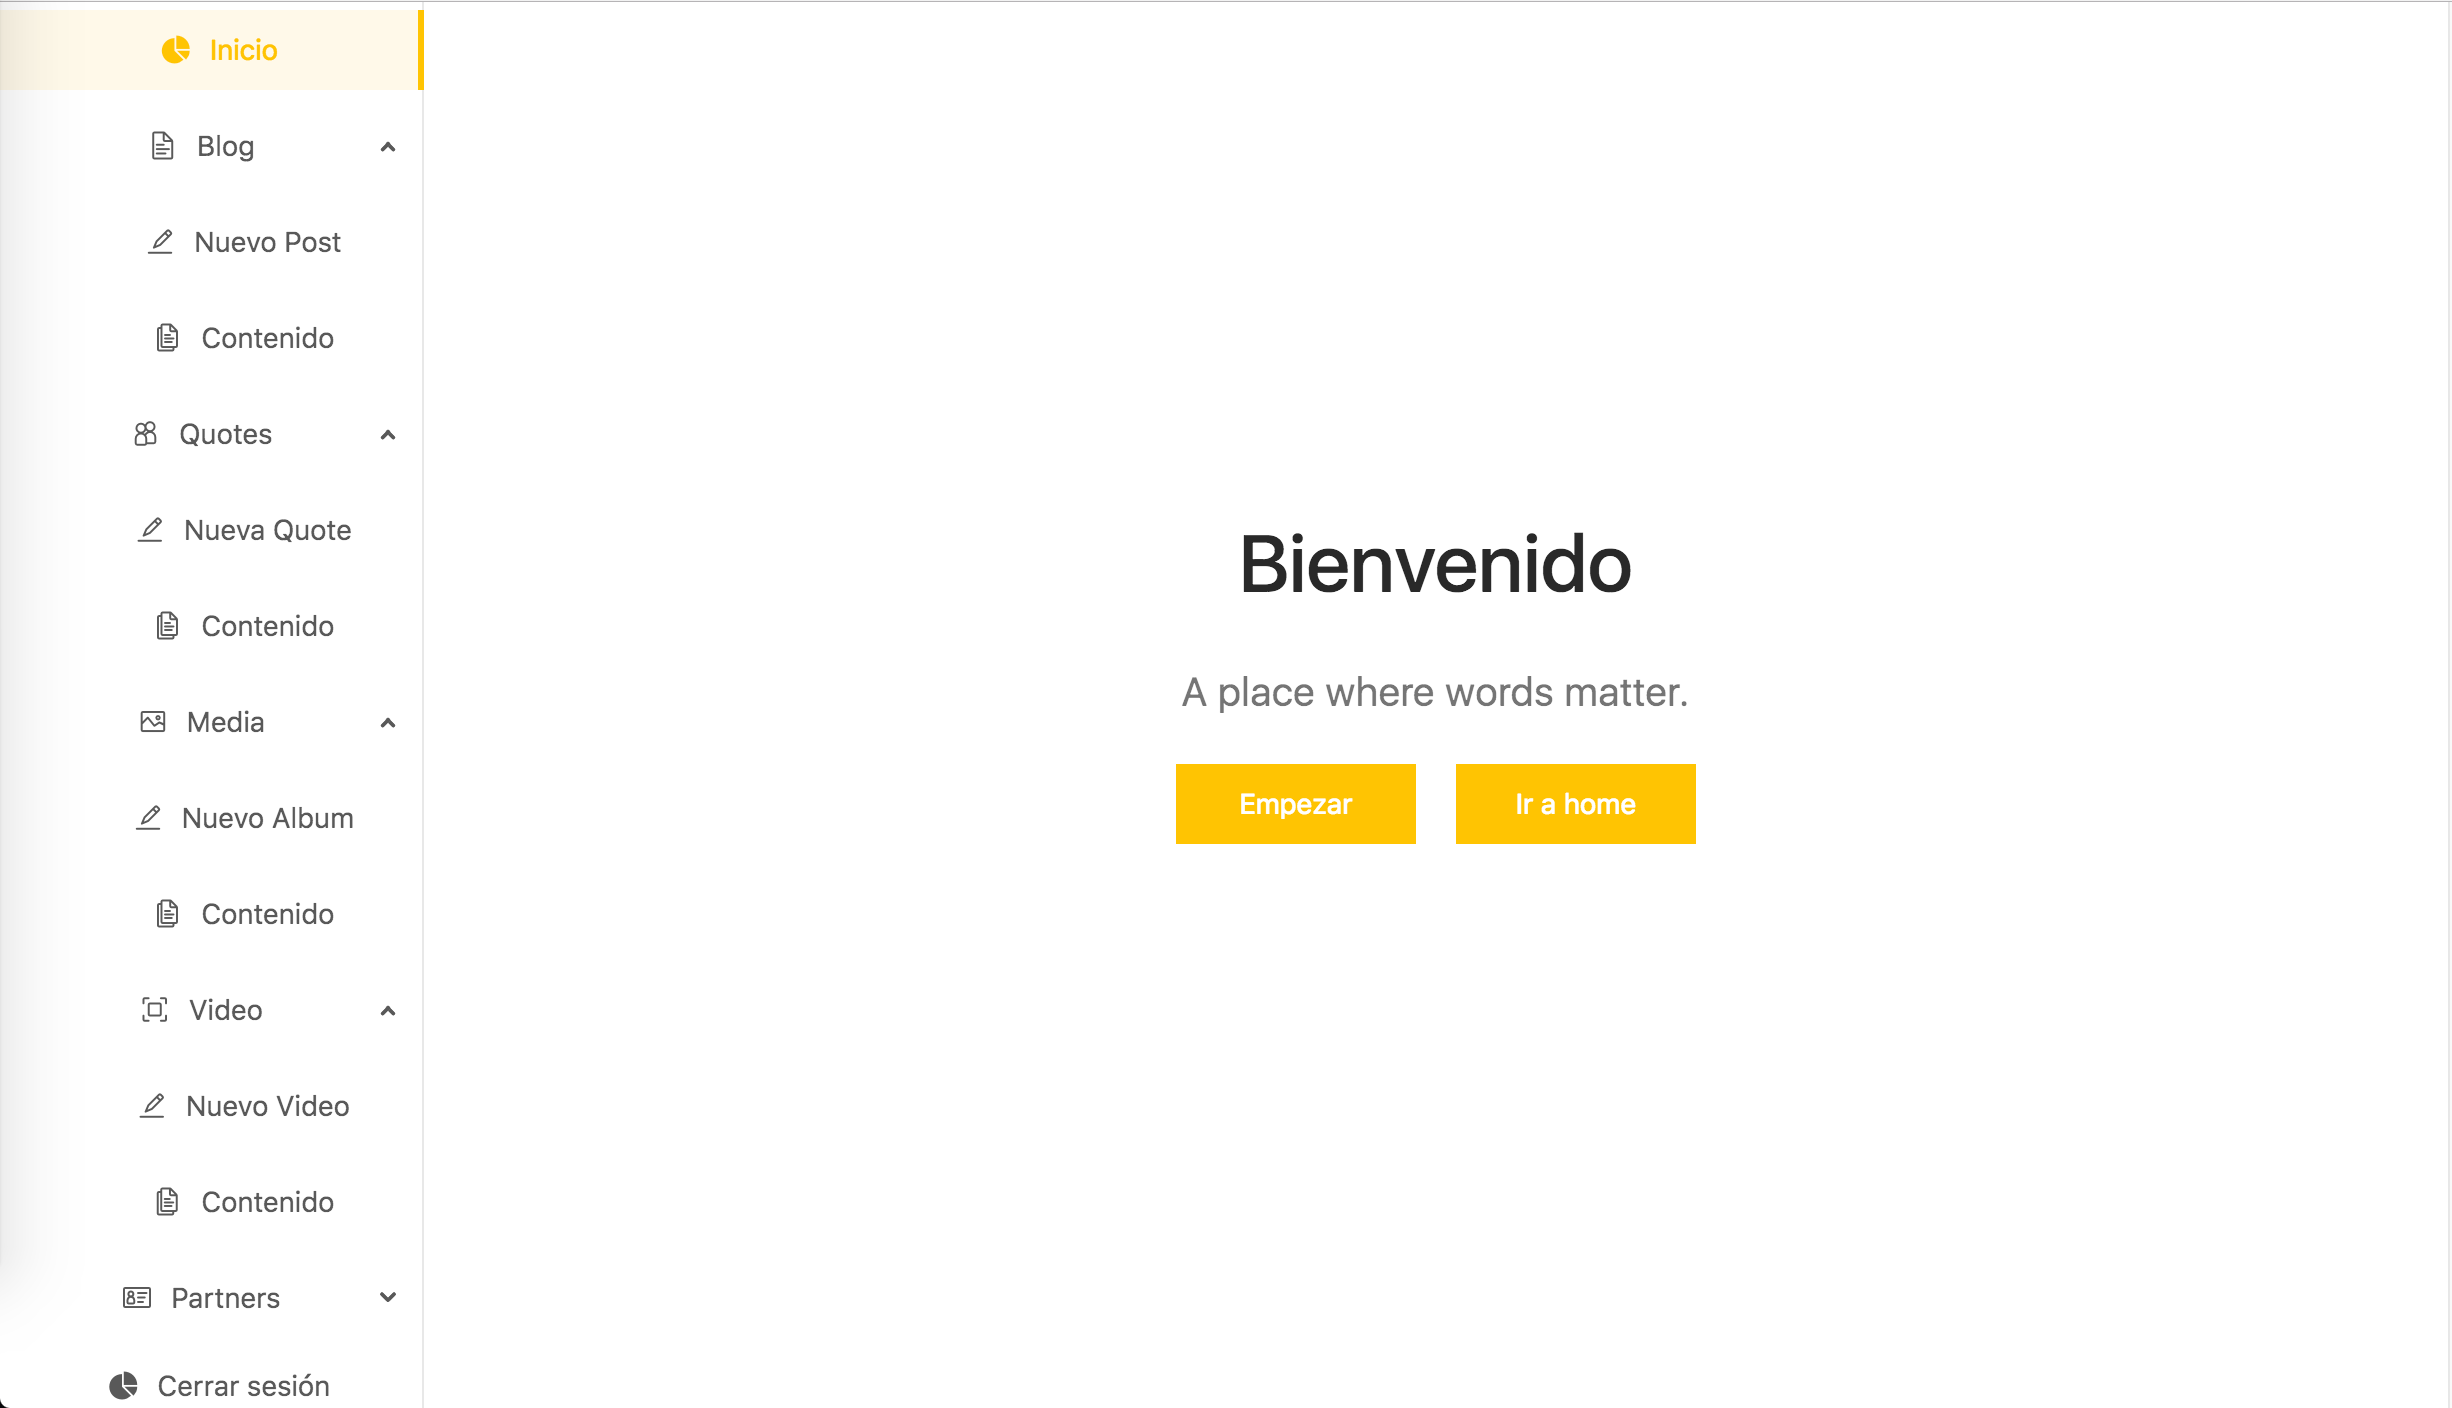 Inicio
Blog
Nuevo Post
Contenido
Quotes
Nueva Quote
Contenido
Media
Nuevo Album
Contenido
Video
Nuevo Video
Contenido
Partners
Cerrar sesión
Bienvenido
A place where words matter.
Empezar
Ir a home